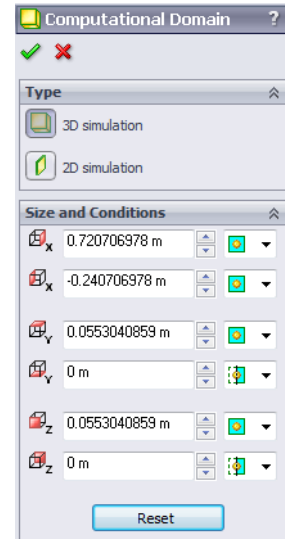 Computational Domain ?
Type
3D simulation
2D simulation
Size and Conditions
X 0.720706978 m
X -0.240706978 m
Y 0.0553040859 m
Y 0 m
Z 0.0553040859 m
Z 0 m
Reset